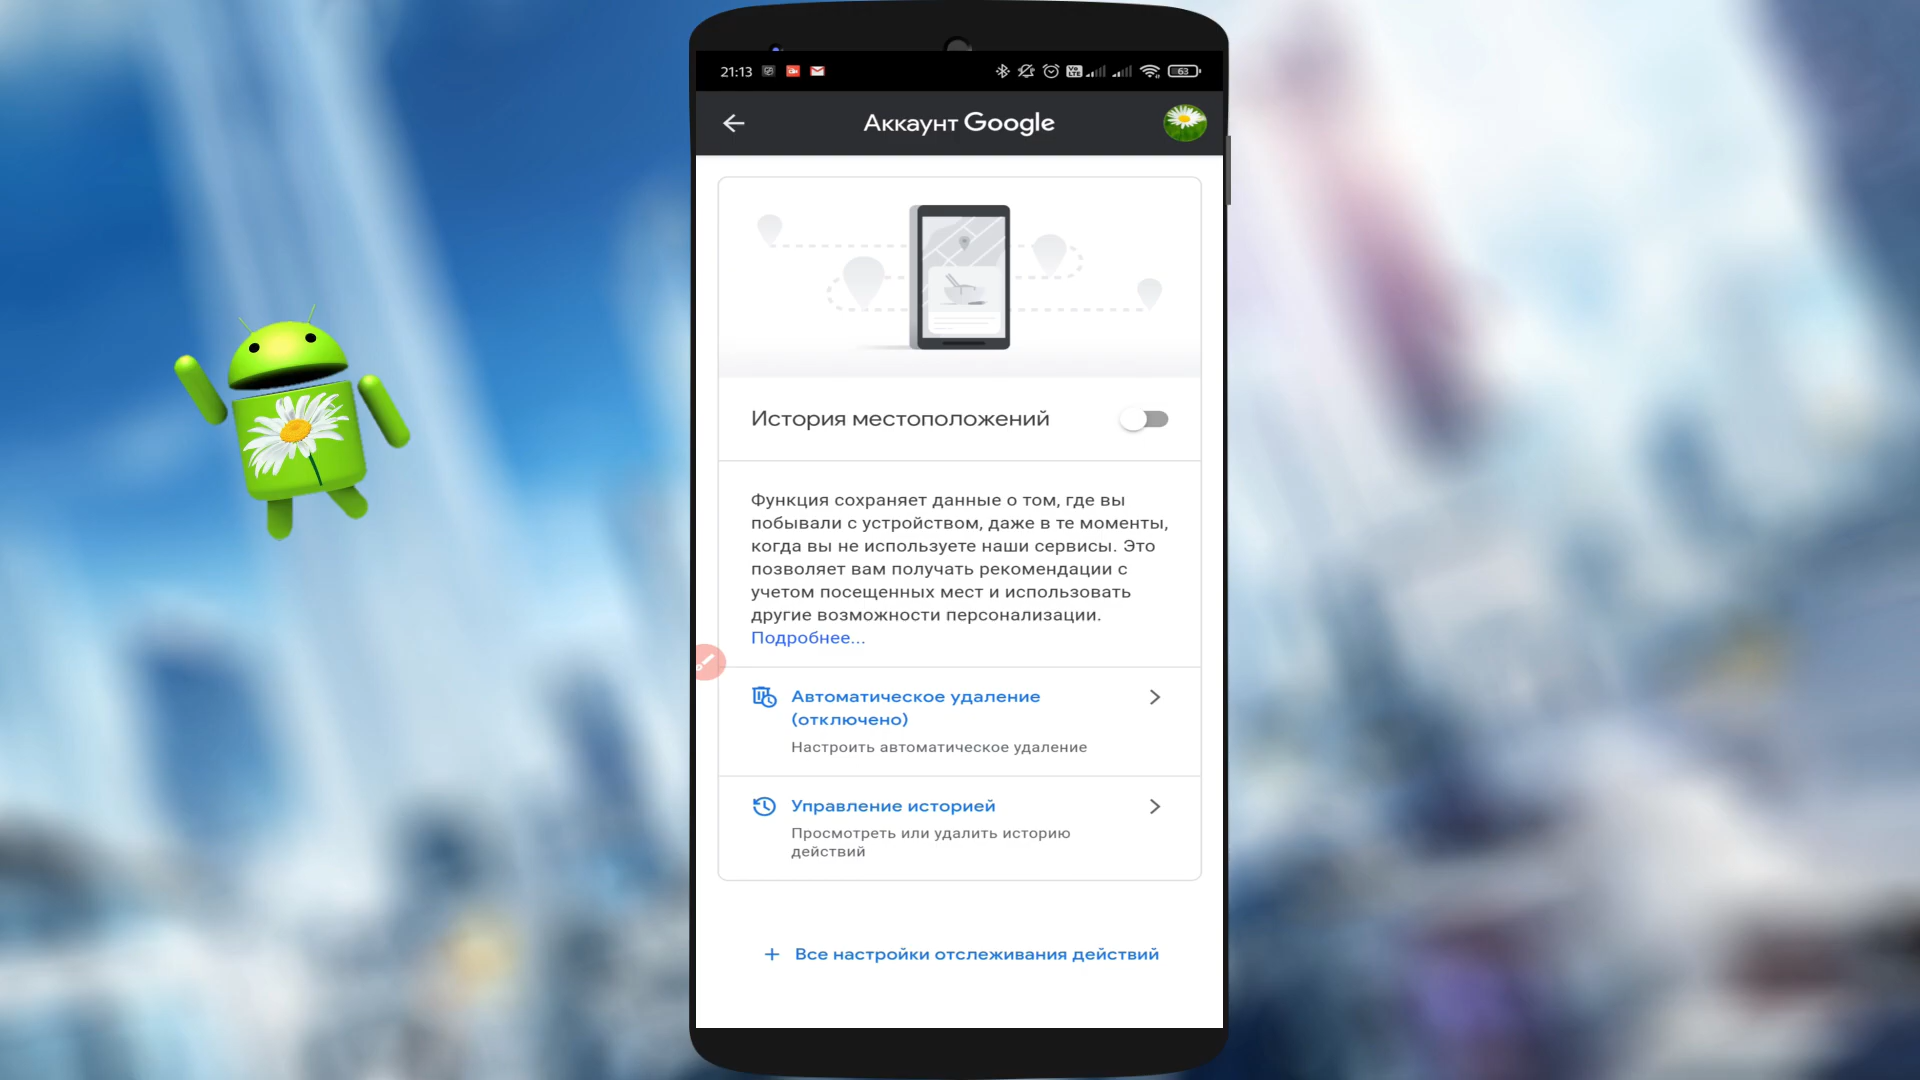 21:13
63
Аккаунт Google
История местоположений
Функция сохраняет данные о том, где вы
побывали с устройством, даже в те моменты,
когда вы не используете наши сервисы. Это
позволяет вам получать рекомендации с
учетом посещенных мест и использовать
другие возможности персонализации.
Подробнее...
Автоматическое удаление
(отключено)
Настроить автоматическое удаление
Управление историей
Просмотреть или удалить историю
действий
+ Все настройки отслеживания действий